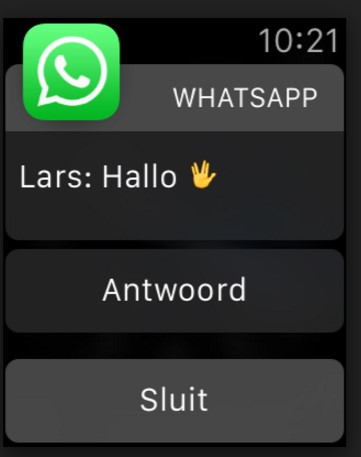 10:21
WHATSAPP
Lars: Hallo 🖖
Antwoord
Sluit